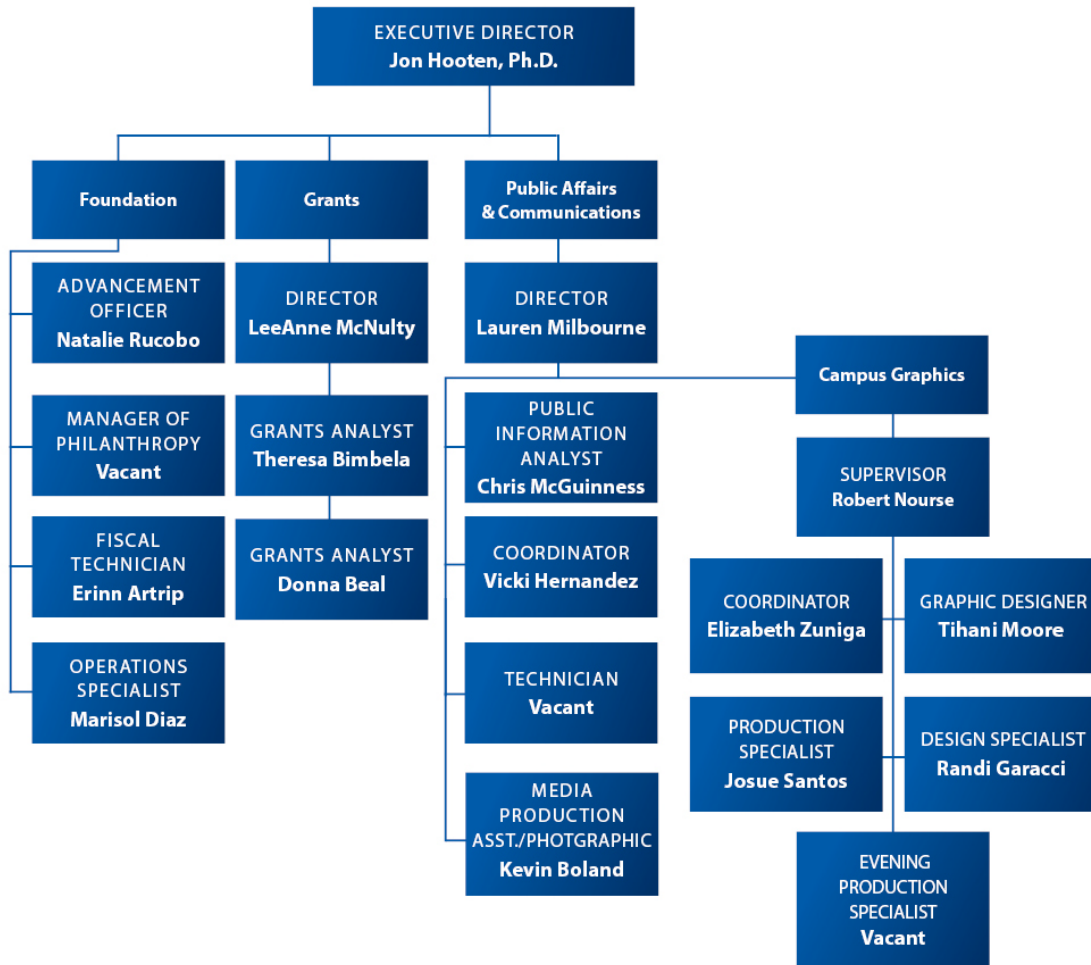 EXECUTIVE DIRECTOR
Jon Hooten, Ph.D.
Foundation
ADVANCEMENT
OFFICER
Natalie Rucobo
MANAGER OF
PHILANTHROPY
Vacant
FISCAL
TECHNICIAN
Erinn Artrip
OPERATIONS
SPECIALIST
Marisol Diaz
Grants
DIRECTOR
LeeAnne McNulty
GRANTS ANALYST
Theresa Bimbela
GRANTS ANALYST
Donna Beal
Public Affairs
& Communications
DIRECTOR
Lauren Milbourne
PUBLIC
INFORMATION
ANALYST
Chris McGuinness
COORDINATOR
Vicki Hernandez
TECHNICIAN
Vacant
MEDIA
PRODUCTION
ASST./PHOTGRAPHIC
Kevin Boland
Campus Graphics
SUPERVISOR
Robert Nourse
COORDINATOR
Elizabeth Zuniga
GRAPHIC DESIGNER
Tihani Moore
PRODUCTION
SPECIALIST
Josue Santos
DESIGN SPECIALIST
Randi Garacci
EVENING
PRODUCTION
SPECIALIST
Vacant